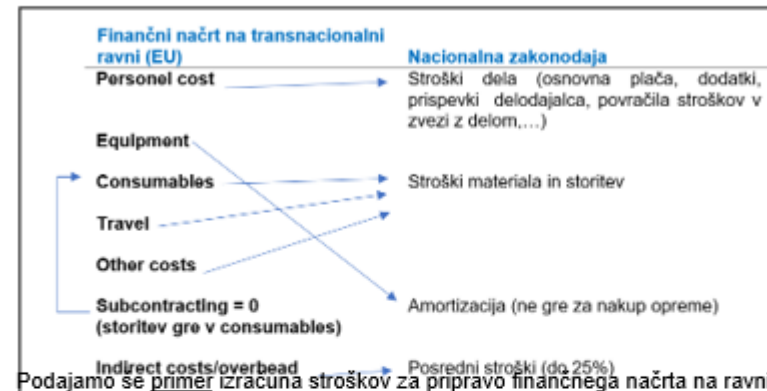 Finančni načrt na transnacionalni
ravni (EU)
Nacionalna zakonodaja
Personel cost
Stroški dela (osnovna plača, dodatki,
prispevki delodajalca, povračila stroškov v
zvezi z delom,...)
Equipment
Consumables
Stroški materiala in storitev
Travel
Other costs
Subcontracting = 0
(storitev gre v consumables)
Amortizacija (ne gre za nakup opreme)
Indirect costs/overhead
Posredni stroški (do 25%)
Podajamo še primer izračuna stroškov za pripravo finančnega načrta na ravni